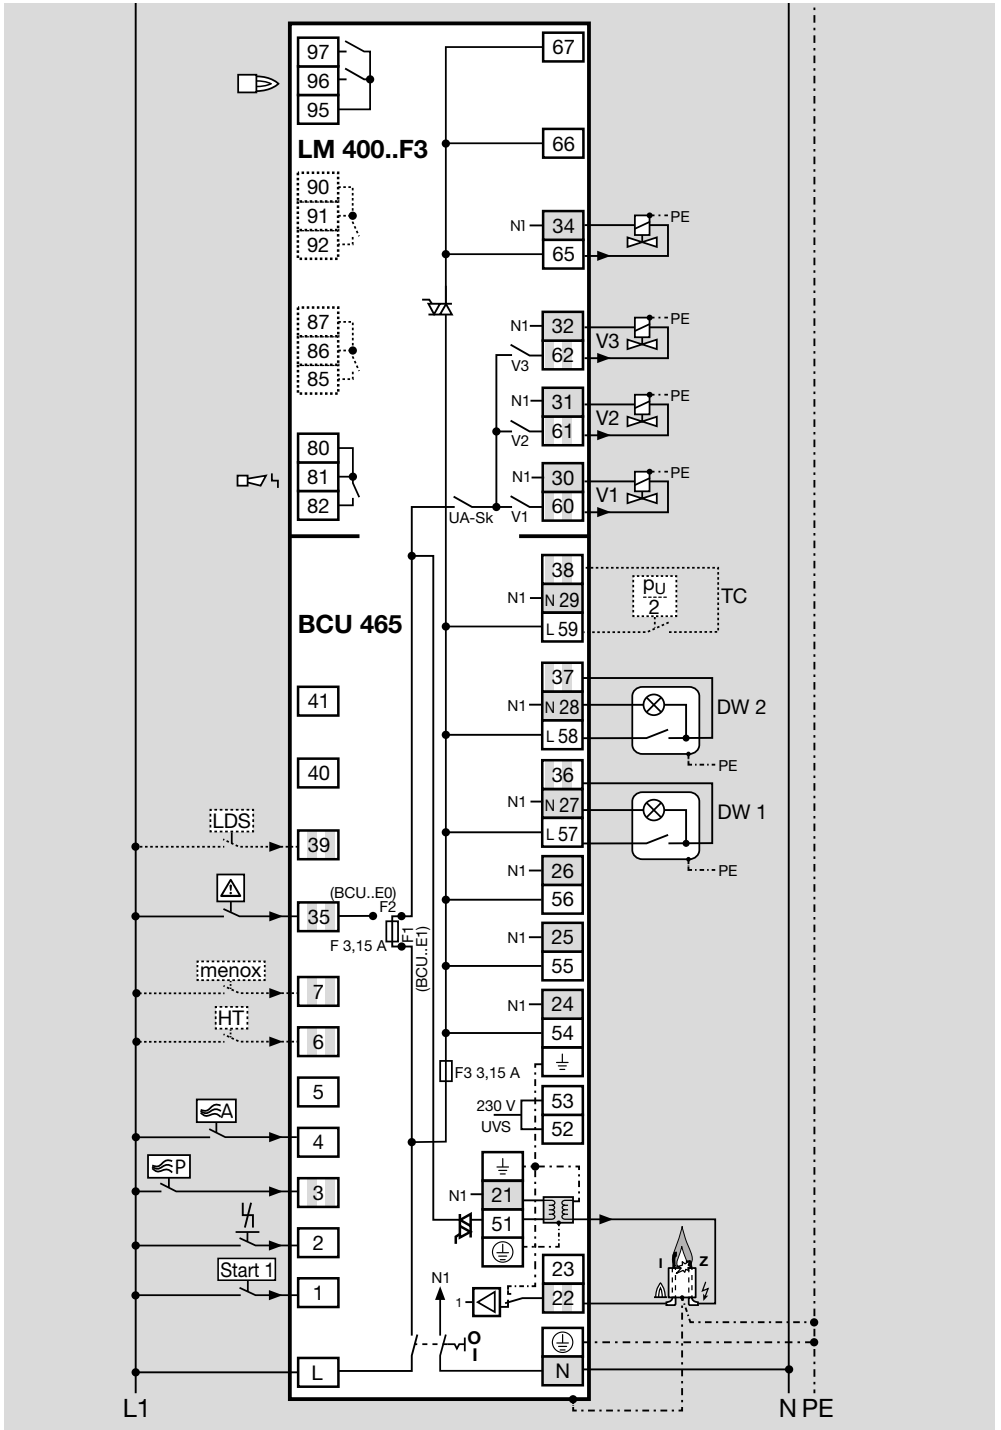 97
96
95
LM 400..F3
90
91
92
87
86
85
80
81
82
67
66
N1 34 PE
65
N1 32 PE
V3 62 V3
N1 31 PE
V2 61 V2
N1 30 PE
UA-Sk V1 60 V1
BCU 465
38
N1 N 29 pU/2 TC
L 59
37
N1 N 28 DW 2
L 58
PE
36
N1 N 27 DW 1
L 57
PE
N1 26
56
N1 25
55
N1 24
54
F3 3,15 A
230 V 53
UVS 52
N1 21
51
23
1 22
I Z
N1
O
I
N
41
40
LDS
39
(BCU..E0)
35 F2
F 3,15 A F1
(BCU..E1)
menox
7
HT
6
5
A
4
P
3
2
Start 1
1
L
L1 N PE